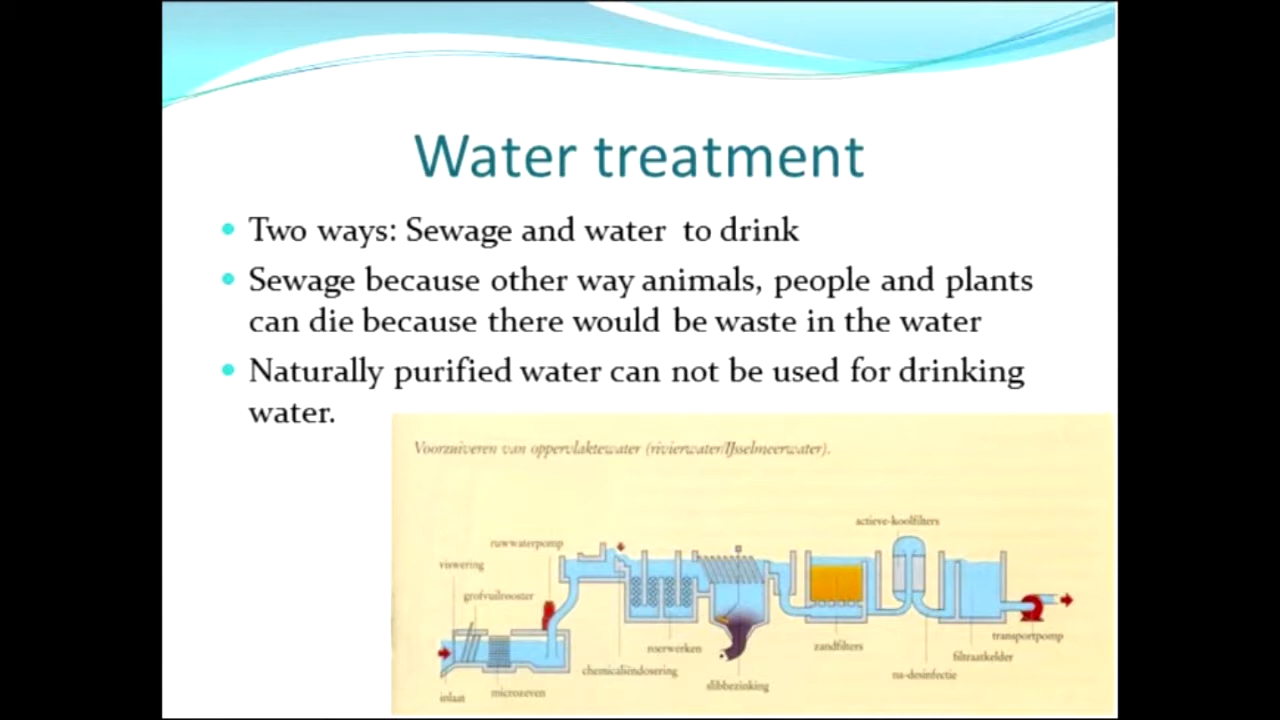 Water treatment
Two ways: Sewage and water to drink
Sewage because other way animals, people and plants
can die because there would be waste in the water
Naturally purified water can not be used for drinking
water.
Voorzuiveren van oppervlaktewater (rivierwater/IJsselmeerwater).
actieve-koolfilters
ruwwaterpomp
viswering
grofvuilrooster
transportpomp
roerwerken
zandfilters
filtraatkelder
chemicaliëndosering
na-desinfectie
slibbezinking
microzeven
inlaat